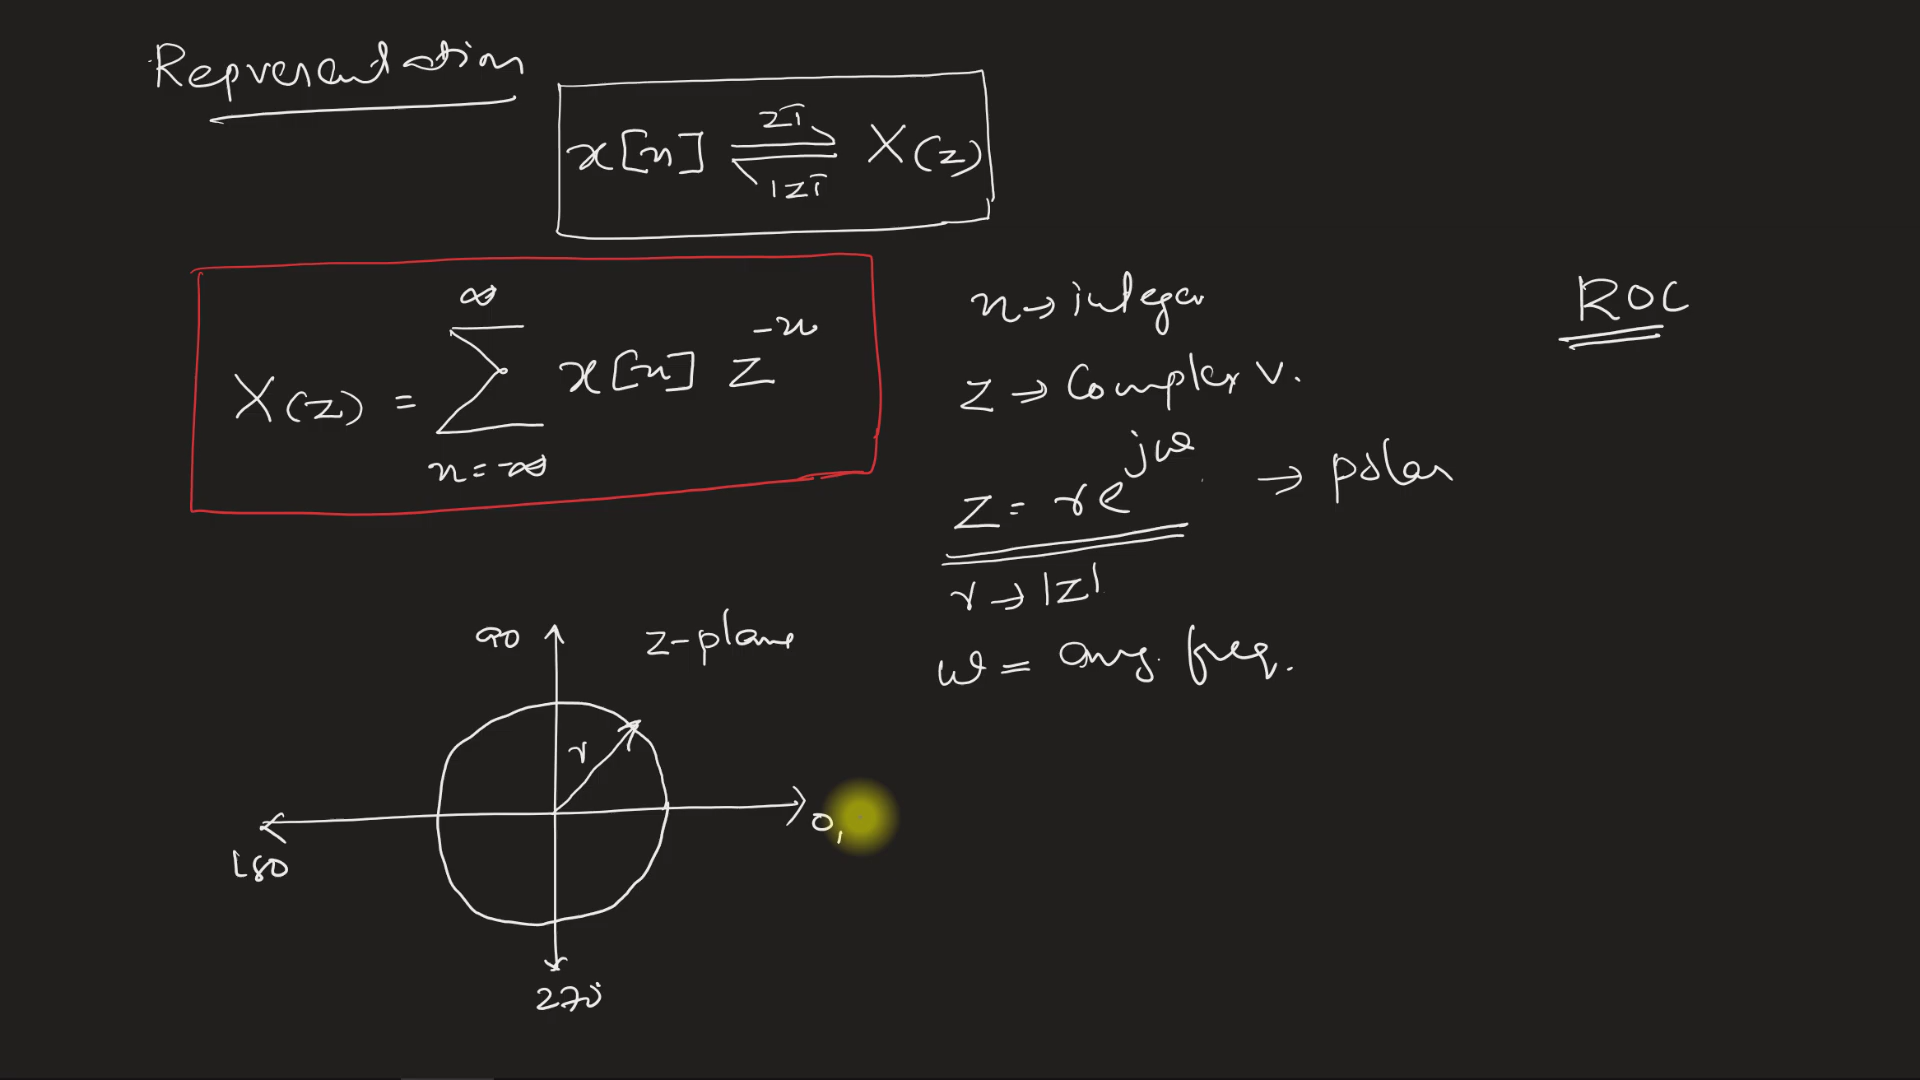 Representation
x[n] ZT ⇌ IZT X(z)
X(z) = ∑ x[n] z^-n
∞
n=-∞
n → integer
z → Complex v.
z = re^jω → polar
r → |z|
ω = ang. freq.
ROC
z-plane
90
r
0,
180
270°